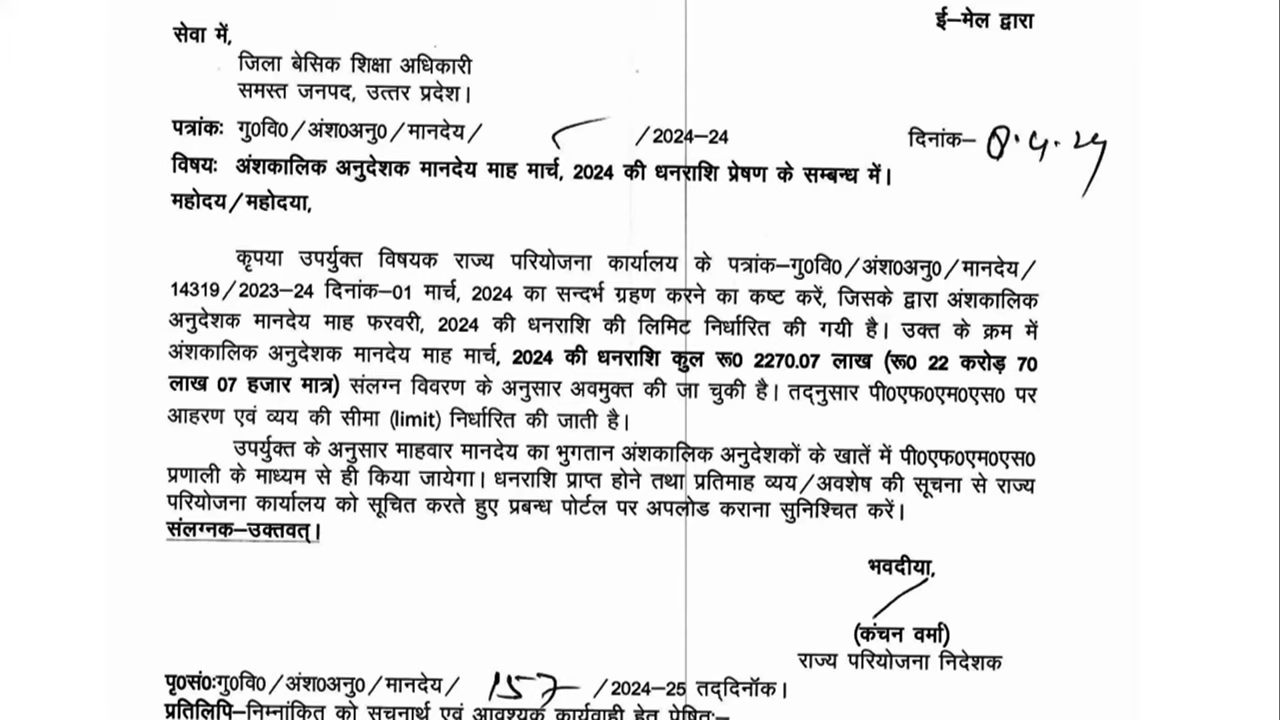 ई–मेल द्वारा
सेवा में,
जिला बेसिक शिक्षा अधिकारी
समस्त जनपद, उत्तर प्रदेश।
पत्रांकः गु0वि0/अंश0अनु0/मानदेय/ /2024–24 दिनांक– 8.4.24
विषयः अंशकालिक अनुदेशक मानदेय माह मार्च, 2024 की धनराशि प्रेषण के सम्बन्ध में।
महोदय/महोदया,
कृपया उपर्युक्त विषयक राज्य परियोजना कार्यालय के पत्रांक–गु0वि0/अंश0अनु0/मानदेय/
14319/2023–24 दिनांक–01 मार्च, 2024 का सन्दर्भ ग्रहण करने का कष्ट करें, जिसके द्वारा अंशकालिक
अनुदेशक मानदेय माह फरवरी, 2024 की धनराशि की लिमिट निर्धारित की गयी है। उक्त के क्रम में
अंशकालिक अनुदेशक मानदेय माह मार्च, 2024 की धनराशि कुल रू0 2270.07 लाख (रू0 22 करोड़ 70
लाख 07 हजार मात्र) संलग्न विवरण के अनुसार अवमुक्त की जा चुकी है। तद्नुसार पी0एफ0एम0एस0 पर
आहरण एवं व्यय की सीमा (limit) निर्धारित की जाती है।
उपर्युक्त के अनुसार माहवार मानदेय का भुगतान अंशकालिक अनुदेशकों के खातें में पी0एफ0एम0एस0
प्रणाली के माध्यम से ही किया जायेगा। धनराशि प्राप्त होने तथा प्रतिमाह व्यय/अवशेष की सूचना से राज्य
परियोजना कार्यालय को सूचित करते हुए प्रबन्ध पोर्टल पर अपलोड कराना सुनिश्चित करें।
संलग्नक–उक्तवत्।
भवदीया,
(कंचन वर्मा)
राज्य परियोजना निदेशक
पृ0सं0ःगु0वि0/अंश0अनु0/मानदेय/ 157 /2024–25 तद्दिनॉक।
प्रतिलिपि–निम्नांकित को सूचनार्थ एवं आवश्यक कार्यवाही हेतु प्रेषितः–